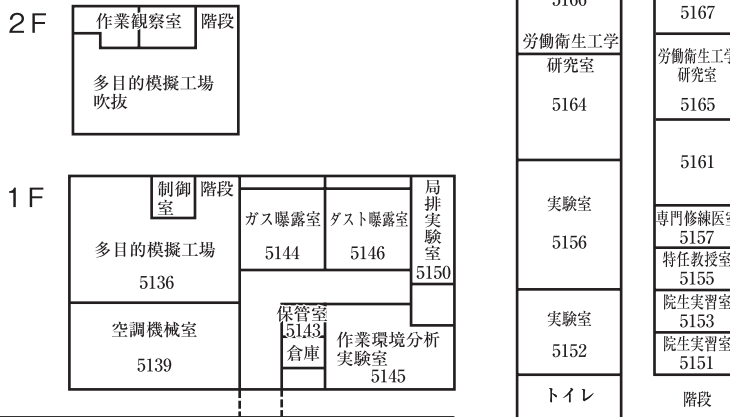 2F
作業観察室
階段
多目的模擬工場
吹抜
1F
制御
室
階段
多目的模擬工場
5136
空調機械室
5139
ガス曝露室
5144
ダスト曝露室
5146
局排実験室
5150
保管室
5143
倉庫
作業環境分析
実験室
5145
労働衛生工学
研究室
5164
実験室
5156
実験室
5152
トイレ
5167
労働衛生工学
研究室
5165
5161
専門修練医室
5157
特任教授室
5155
院生実習室
5153
院生実習室
5151
階段